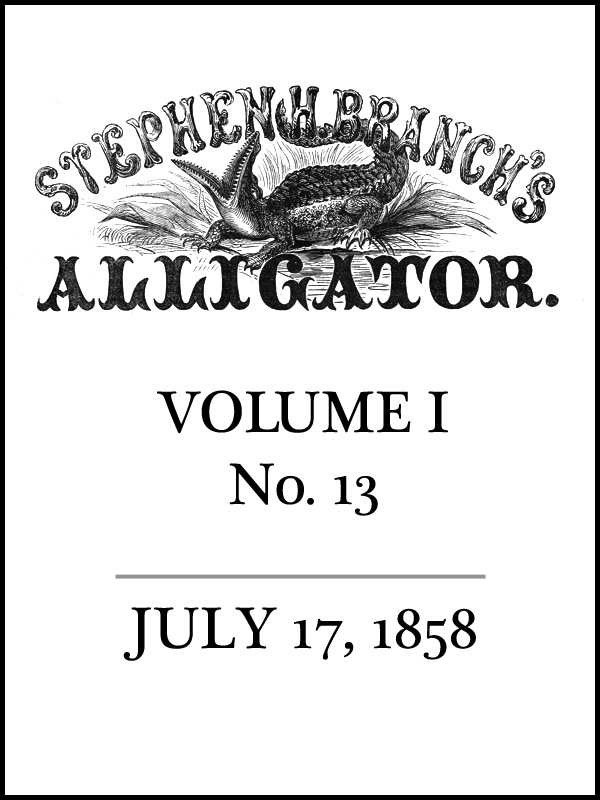 STEPHEN H. BRANCH'S
ALLIGATOR.
VOLUME I
No. 13
JULY 17, 1858